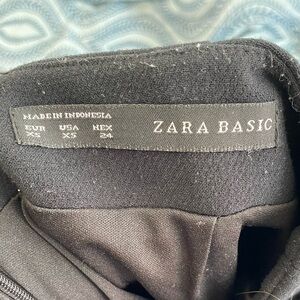 MADE IN INDONESIA
EUR USA MEX
XS XS 24
ZARA BASIC